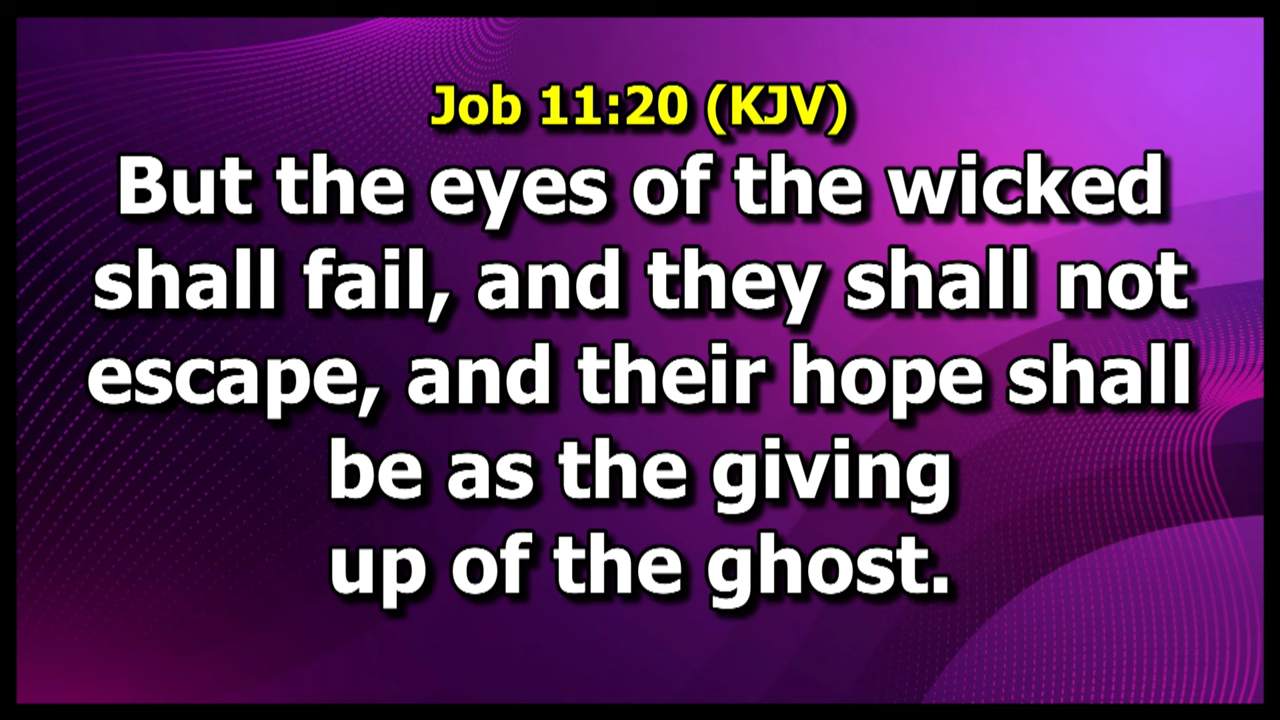 Job 11:20 (KJV)
But the eyes of the wicked
shall fail, and they shall not
escape, and their hope shall
be as the giving
up of the ghost.